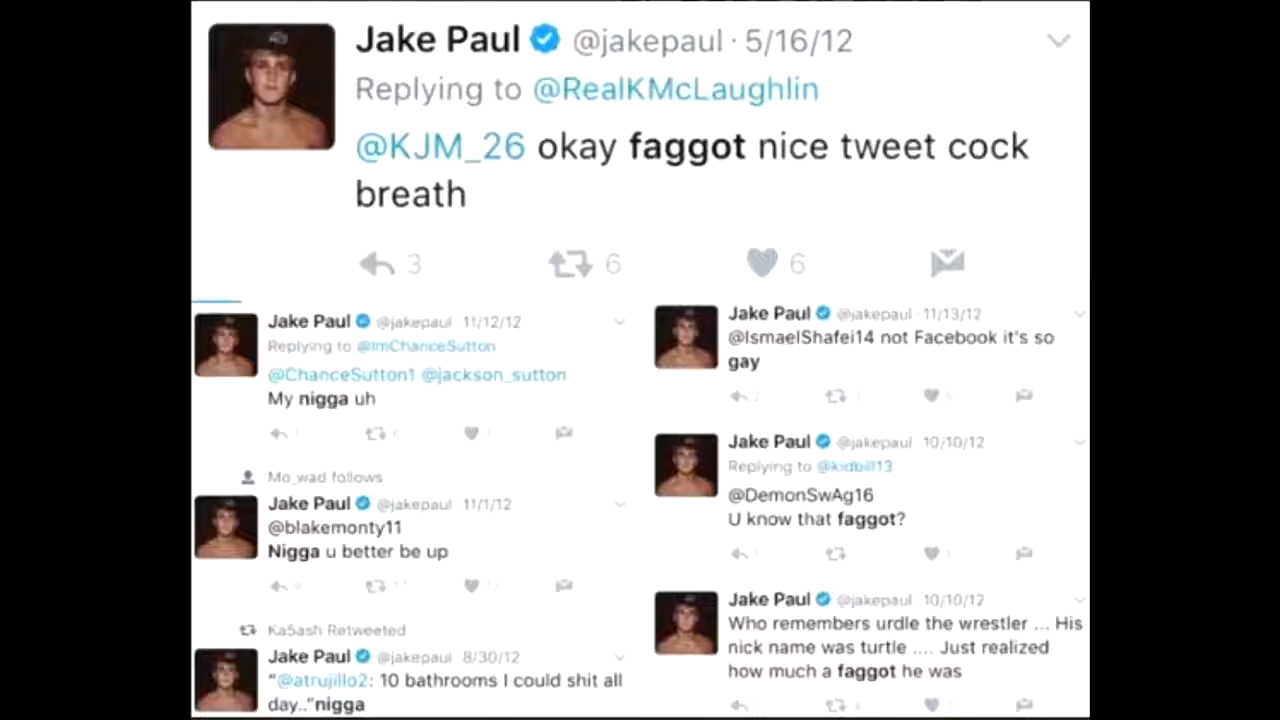 Jake Paul @jakepaul · 5/16/12
Replying to @RealKMcLaughlin
@KJM_26 okay faggot nice tweet cock
breath
3 6 6
Jake Paul @jakepaul 11/12/12
Replying to @ImChanceSutton
@ChanceSutton1 @jackson_sutton
My nigga uh
Mo_wad follows
Jake Paul @jakepaul 11/1/12
@blakemonty11
Nigga u better be up
KaSash Retweeted
Jake Paul @jakepaul 8/30/12
"@atrujillo2: 10 bathrooms I could shit all
day.."nigga
Jake Paul @jakepaul · 11/13/12
@IsmaelShafei14 not Facebook it's so
gay
Jake Paul @jakepaul 10/10/12
Replying to @kidbill13
@DemonSwAg16
U know that faggot?
Jake Paul @jakepaul 10/10/12
Who remembers urdle the wrestler ... His
nick name was turtle .... Just realized
how much a faggot he was